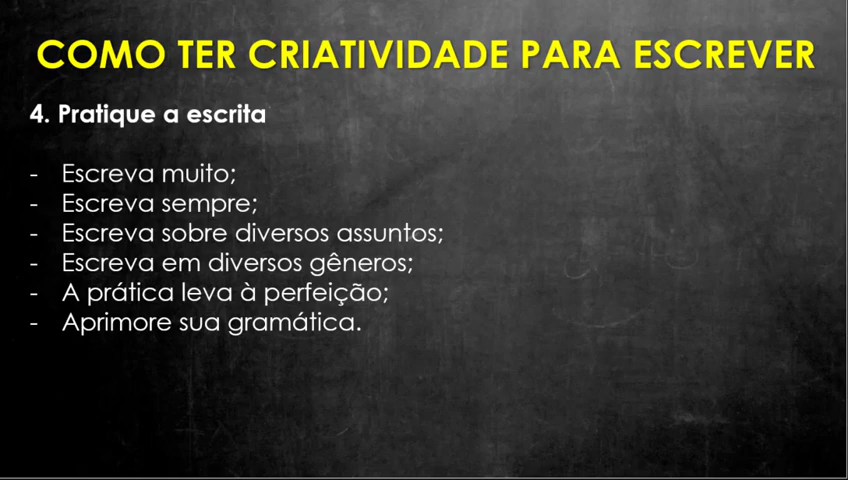 COMO TER CRIATIVIDADE PARA ESCREVER
4. Pratique a escrita
- Escreva muito;
- Escreva sempre;
- Escreva sobre diversos assuntos;
- Escreva em diversos gêneros;
- A prática leva à perfeição;
- Aprimore sua gramática.